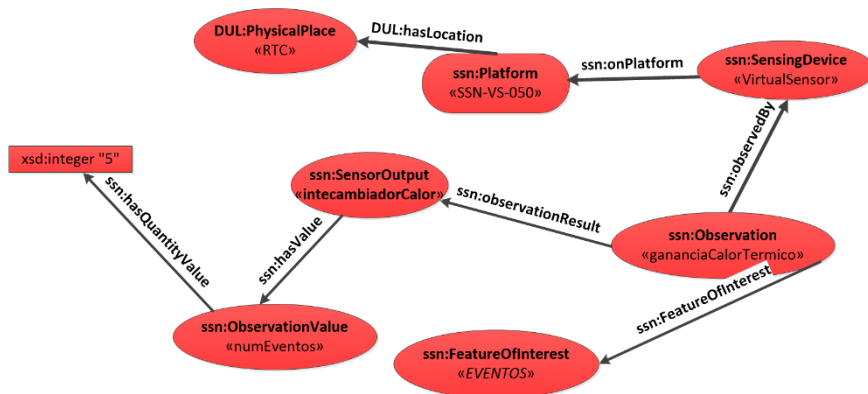 DUL:PhysicalPlace
«RTC»
DUL:hasLocation
ssn:Platform
«SSN-VS-050»
ssn:onPlatform
ssn:SensingDevice
«VirtualSensor»
ssn:observedBy
xsd:integer "5"
ssn:hasQuantityValue
ssn:SensorOutput
«intecambiadorCalor»
ssn:observationResult
ssn:hasValue
ssn:Observation
«gananciaCalorTermico»
ssn:FeatureOfInterest
ssn:ObservationValue
«numEventos»
ssn:FeatureOfInterest
«EVENTOS»